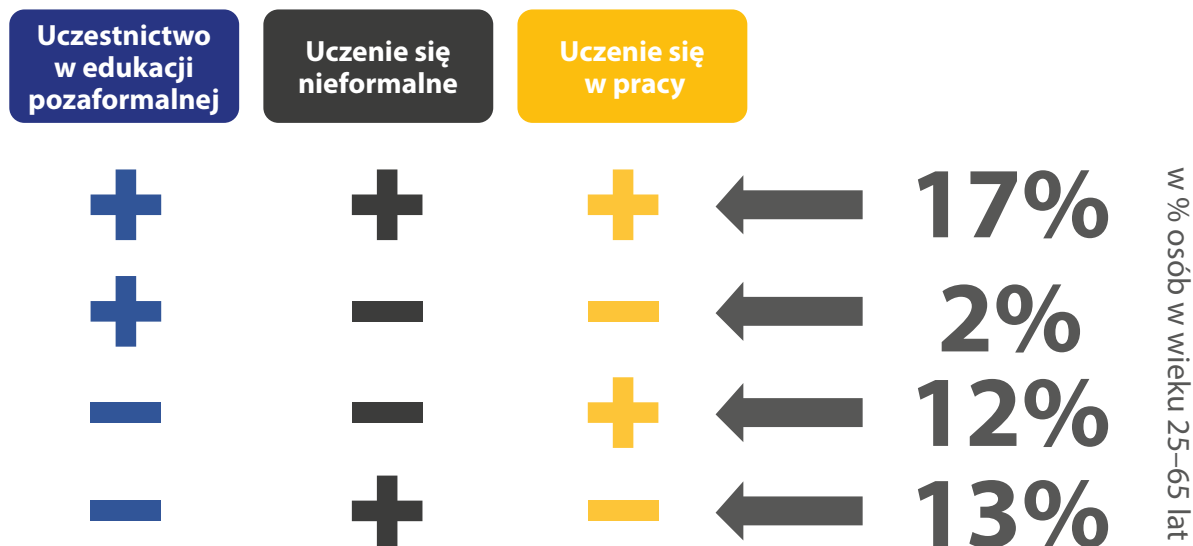 Uczestnictwo
w edukacji
pozaformalnej
Uczenie się
nieformalne
Uczenie się
w pracy
17%
2%
12%
13%
w % osób w wieku 25–65 lat